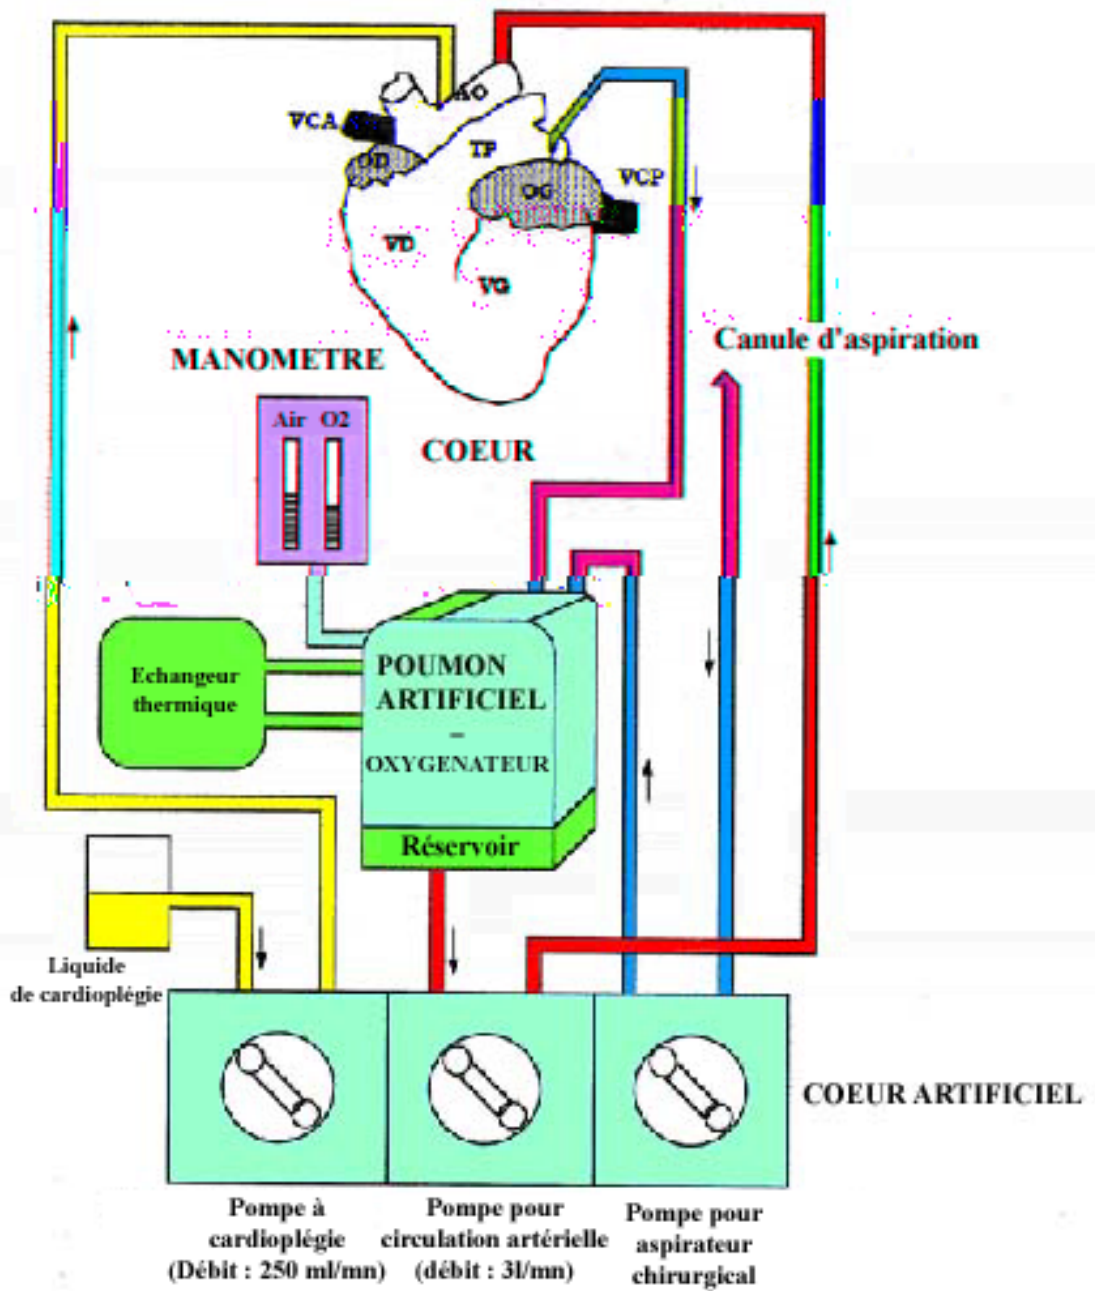 AO
VCA
OD
TP
OG
VCP
VD
VG
Canule d'aspiration
MANOMETRE
Air O2
COEUR
Echangeur
thermique
POUMON
ARTIFICIEL
–
OXYGENATEUR
Réservoir
Liquide
de cardioplégie
COEUR ARTIFICIEL
Pompe à
cardioplégie
(Débit : 250 ml/mn)
Pompe pour
circulation artérielle
(débit : 3l/mn)
Pompe pour
aspirateur
chirurgical